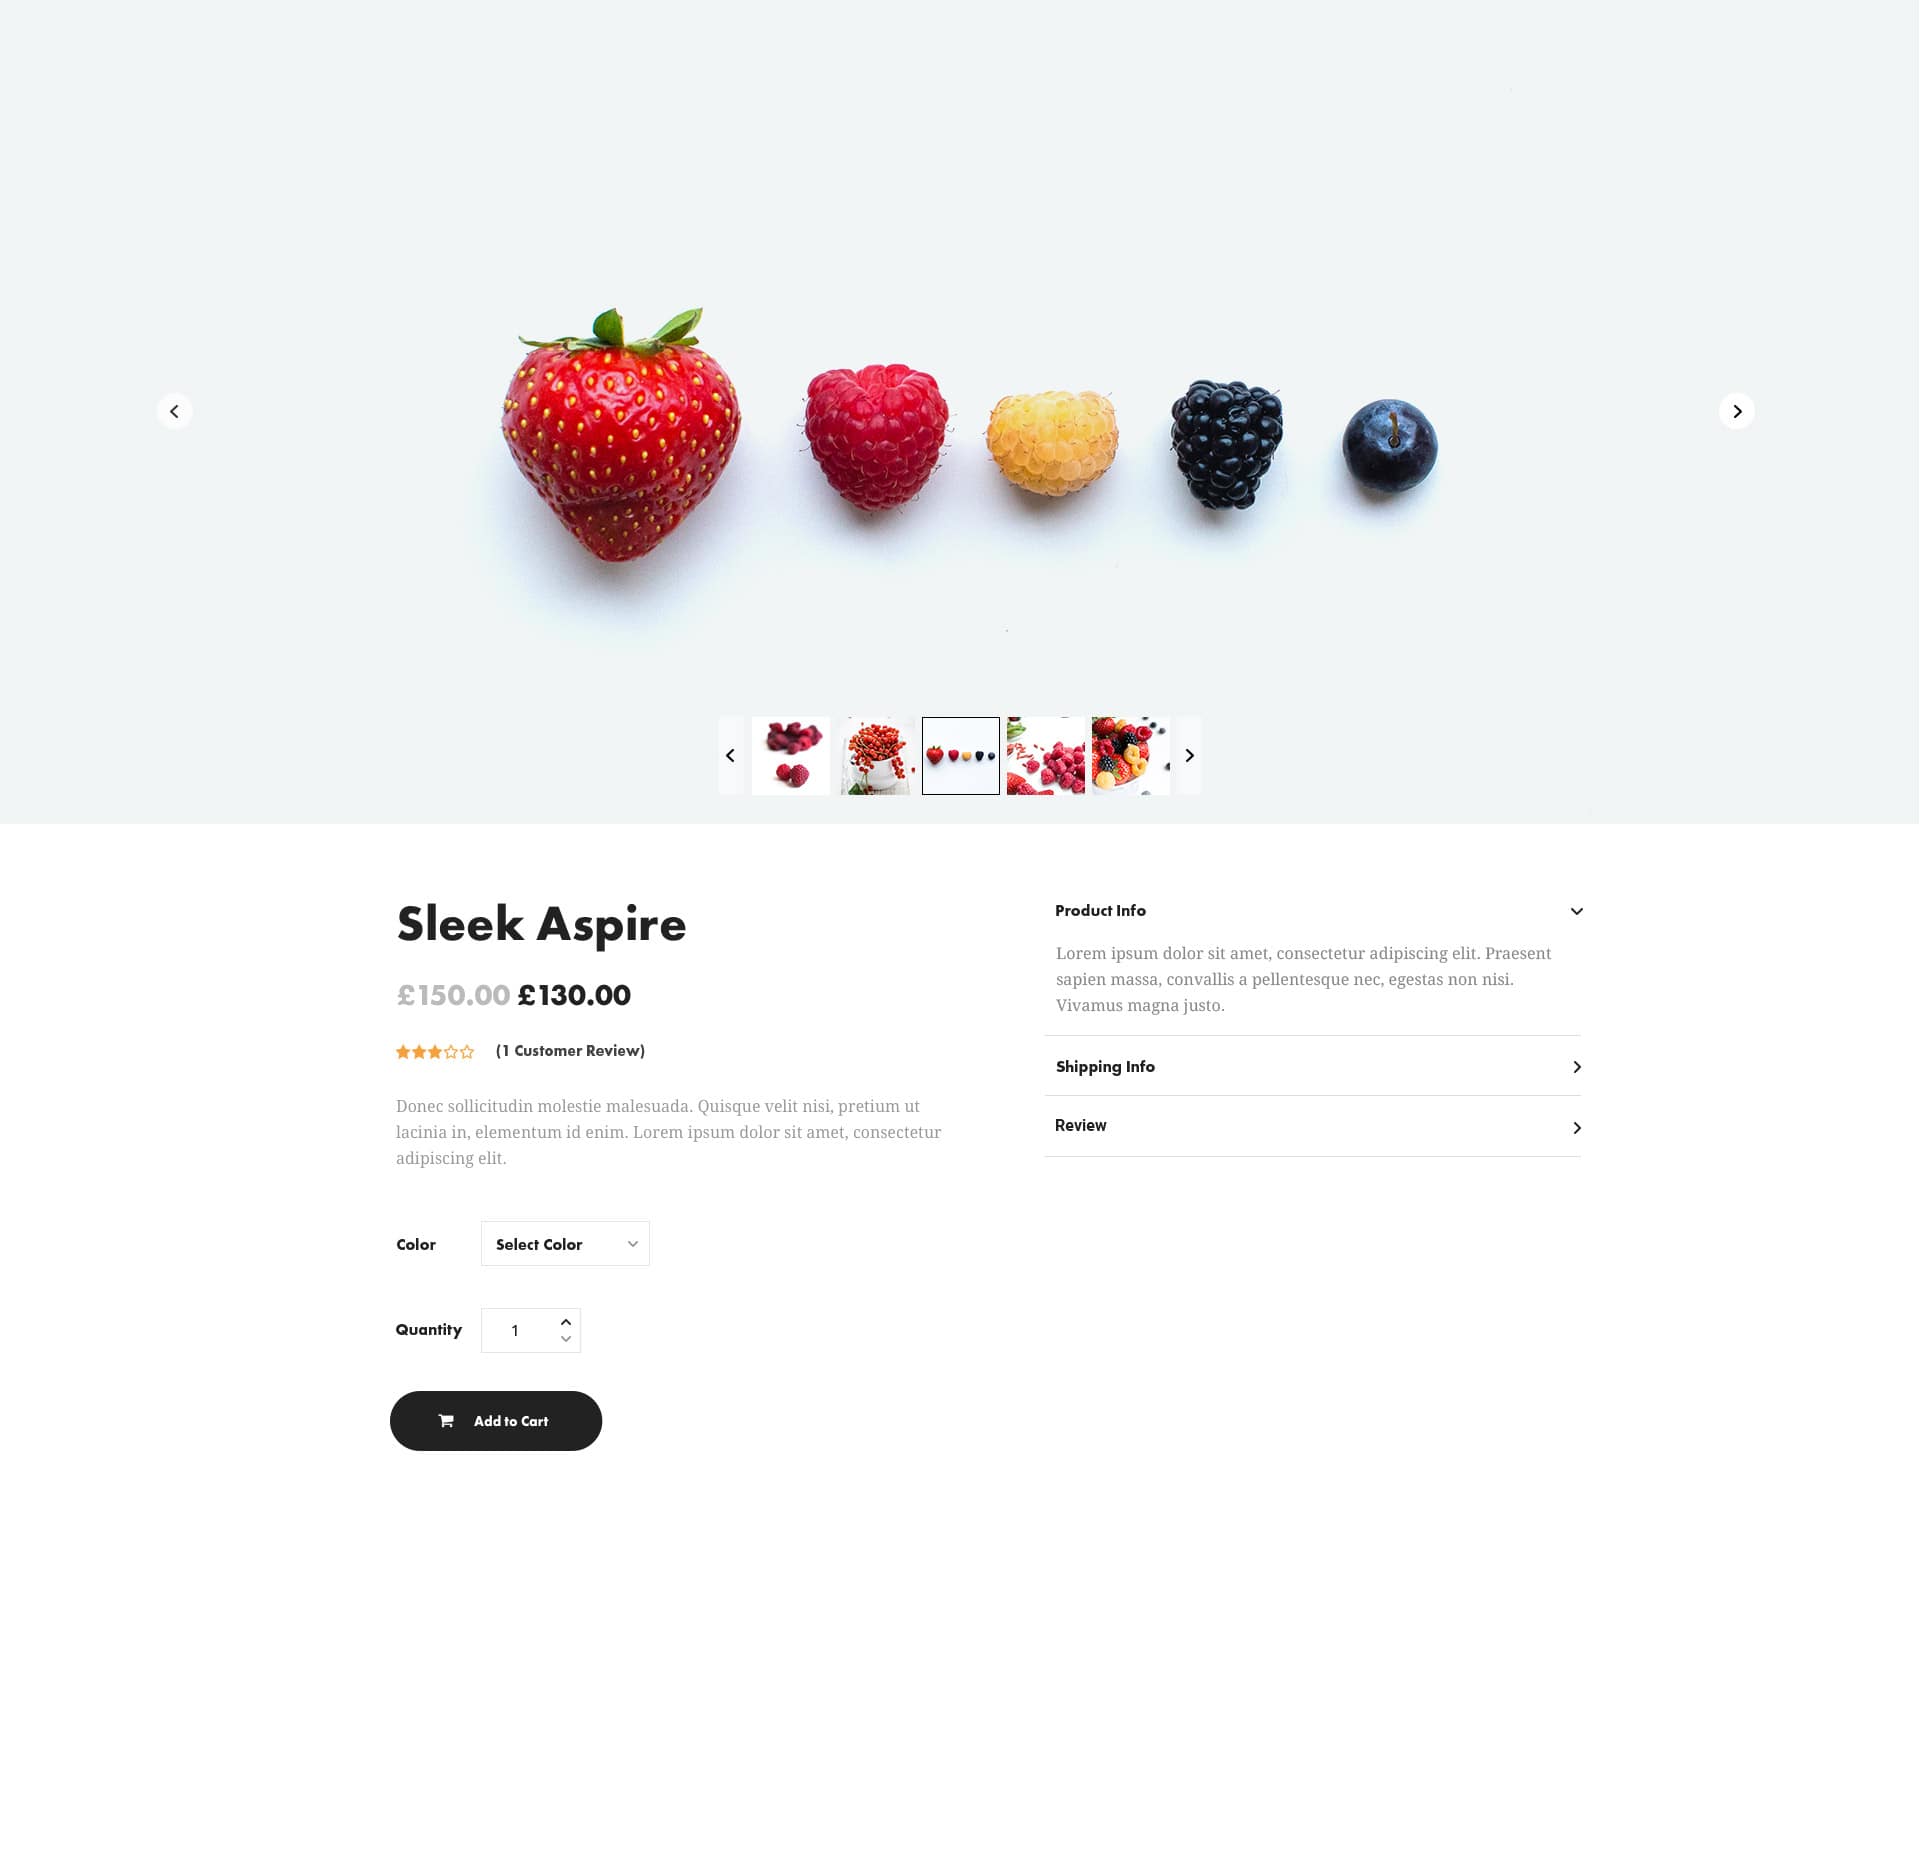 Sleek Aspire
£150.00 £130.00
(1 Customer Review)
Donec sollicitudin molestie malesuada. Quisque velit nisi, pretium ut
lacinia in, elementum id enim. Lorem ipsum dolor sit amet, consectetur
adipiscing elit.
Color
Select Color
Quantity
1
Add to Cart
Product Info
Lorem ipsum dolor sit amet, consectetur adipiscing elit. Praesent
sapien massa, convallis a pellentesque nec, egestas non nisi.
Vivamus magna justo.
Shipping Info
Review